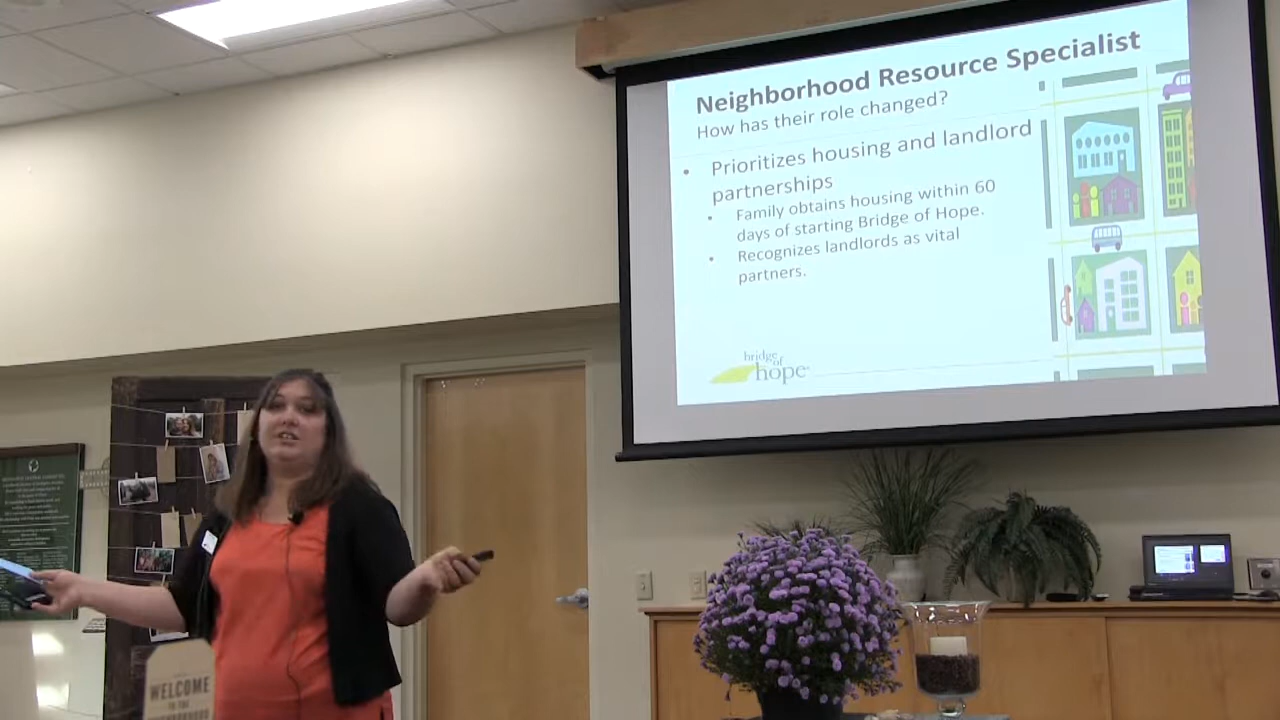 Neighborhood Resource Specialist
How has their role changed?
• Prioritizes housing and landlord
partnerships
• Family obtains housing within 60
days of starting Bridge of Hope.
• Recognizes landlords as vital
partners.
bridge of
hope
WELCOME
TO THE
NEIGHBORHOOD